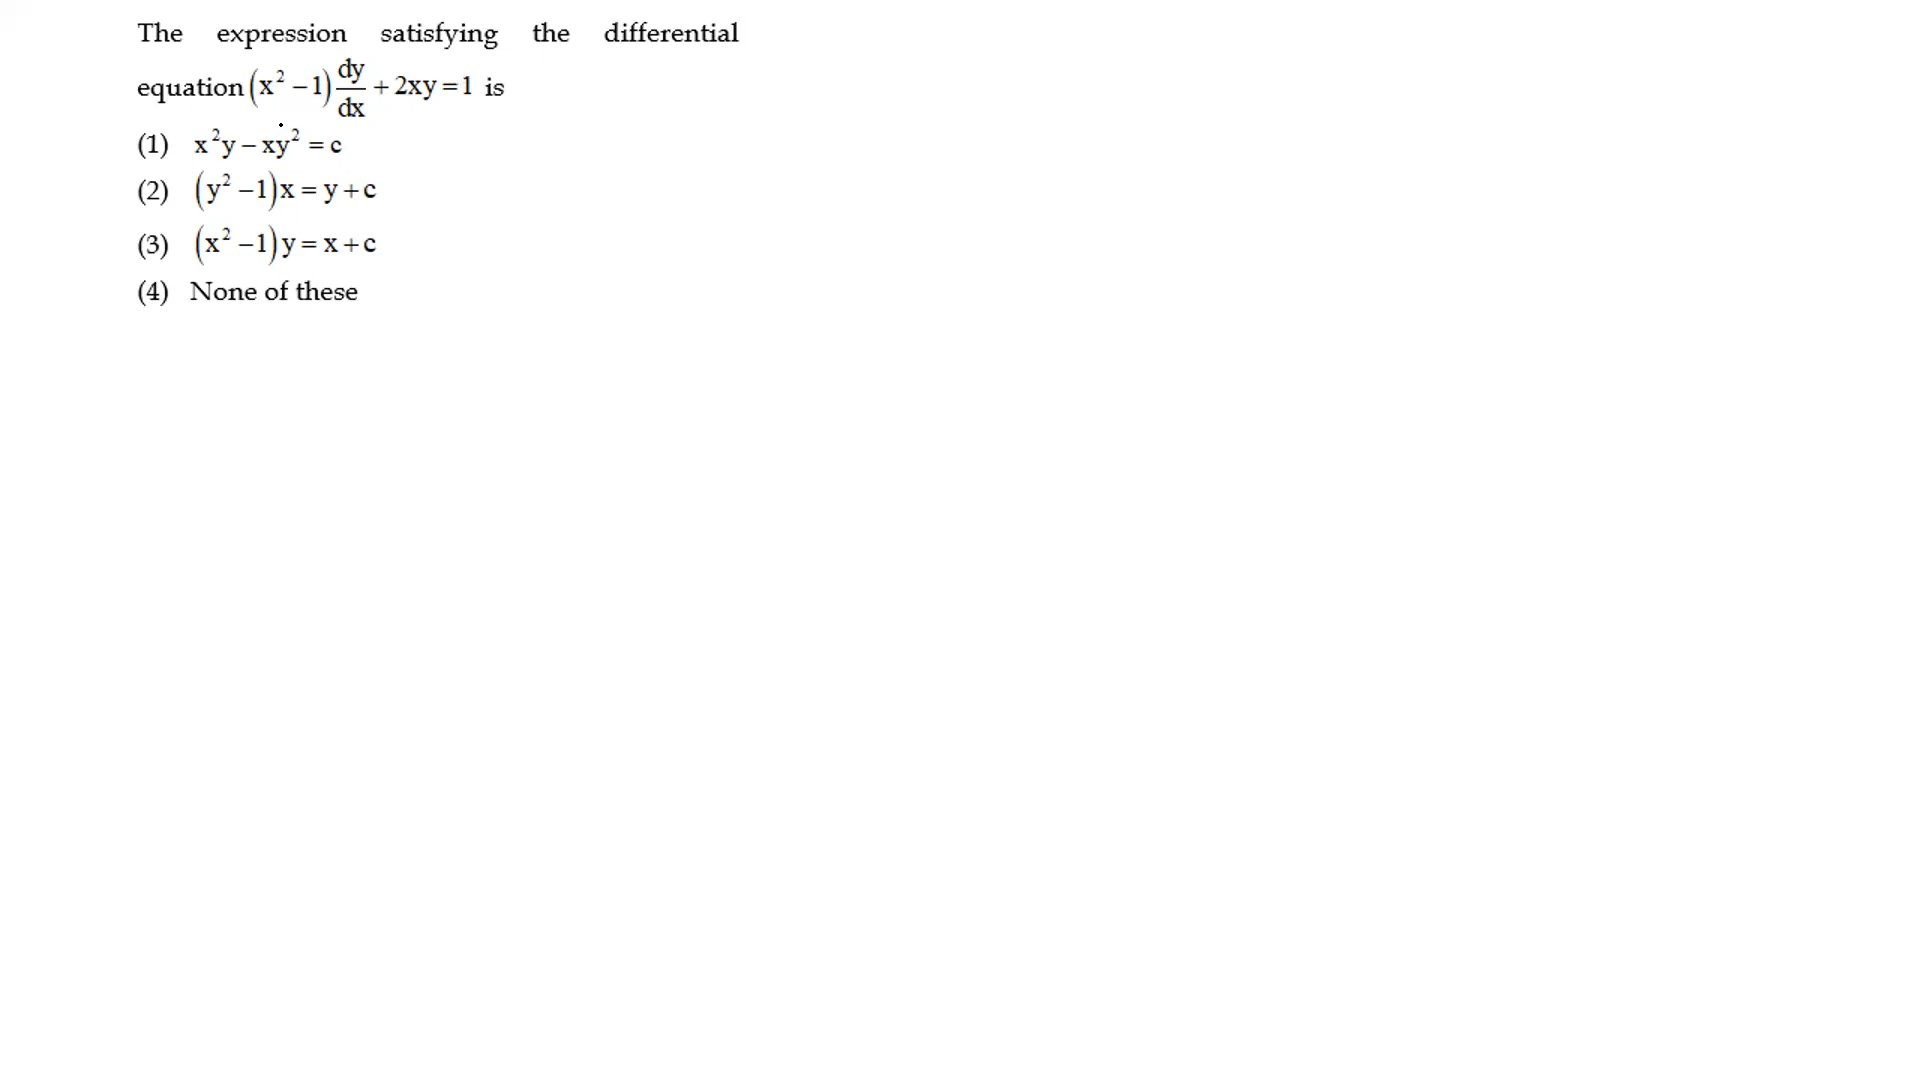 The expression satisfying the differential
equation (x² − 1) dy/dx + 2xy = 1 is
(1) x²y − xy² = c
(2) (y² − 1)x = y + c
(3) (x² − 1)y = x + c
(4) None of these